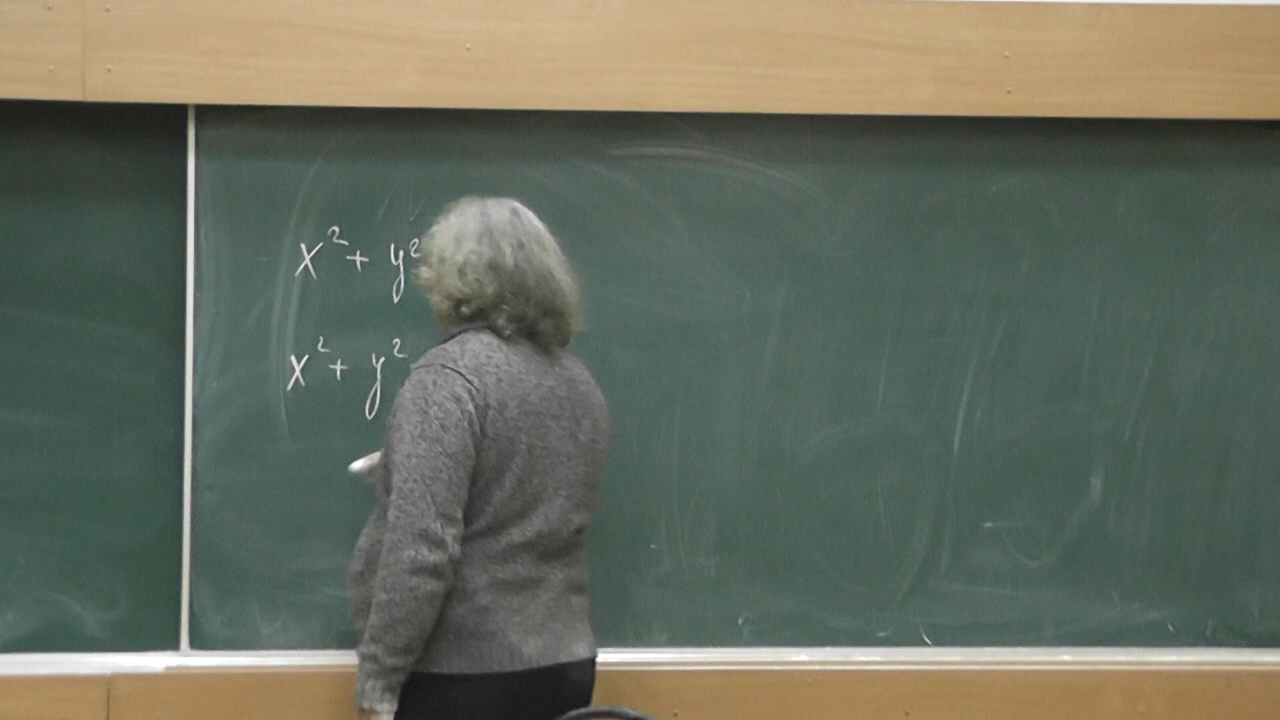 x² + y²
x² + y²